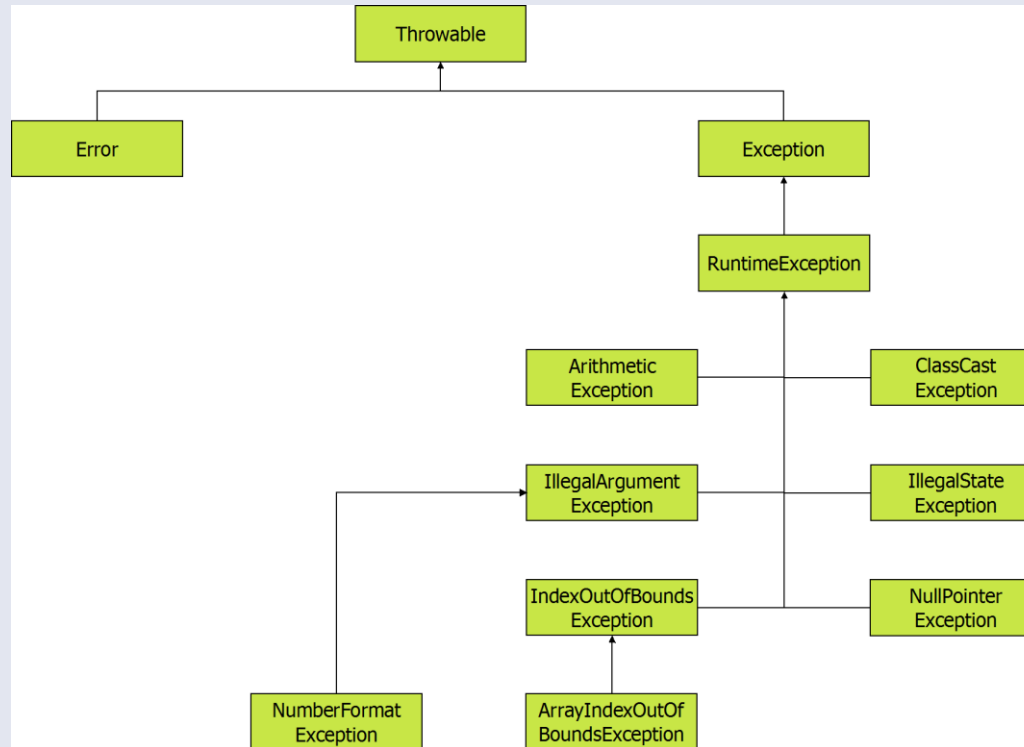 Throwable
Error
Exception
RuntimeException
Arithmetic
Exception
ClassCast
Exception
IllegalArgument
Exception
IllegalState
Exception
IndexOutOfBounds
Exception
NullPointer
Exception
NumberFormat
Exception
ArrayIndexOutOf
BoundsException